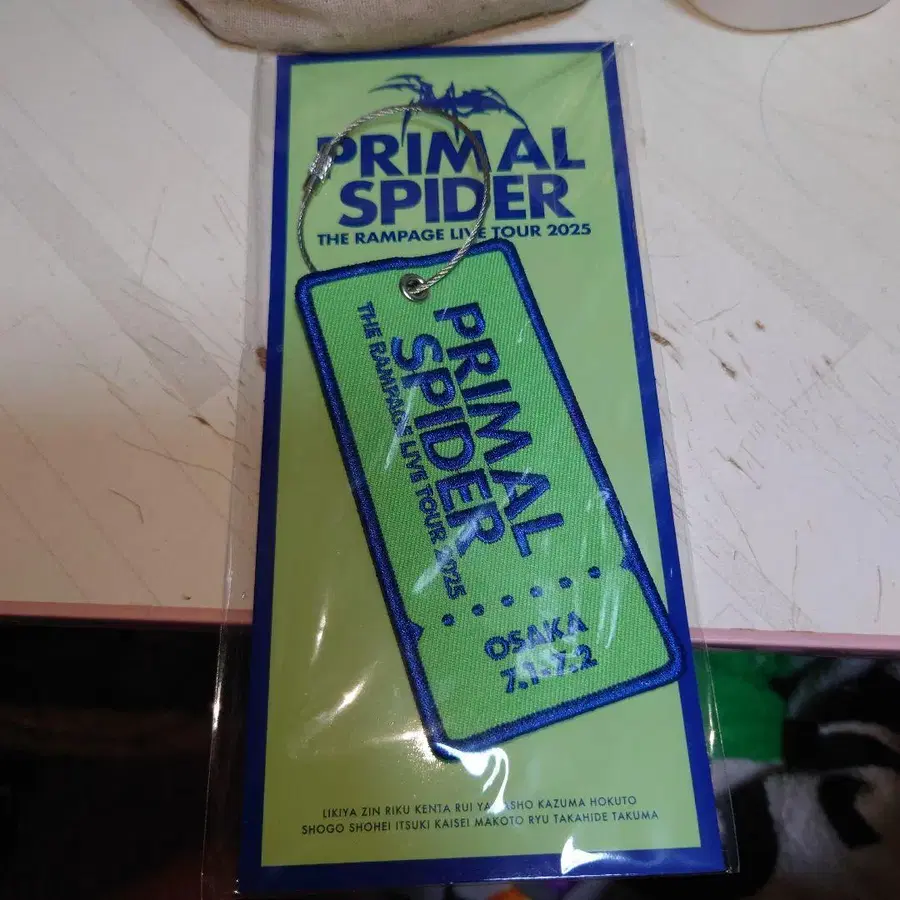 PRIMAL
SPIDER
THE RAMPAGE LIVE TOUR 2025
PRIMAL
SPIDER
THE RAMPAGE LIVE TOUR 2025
OSAKA
7.1-7.2
LIKIYA ZIN RIKU KENTA RUI KAZUMA HOKUTO
SHOGO SHOHEI ITSUKI KAISEI MAKOTO RYU TAKAHIDE TAKUMA